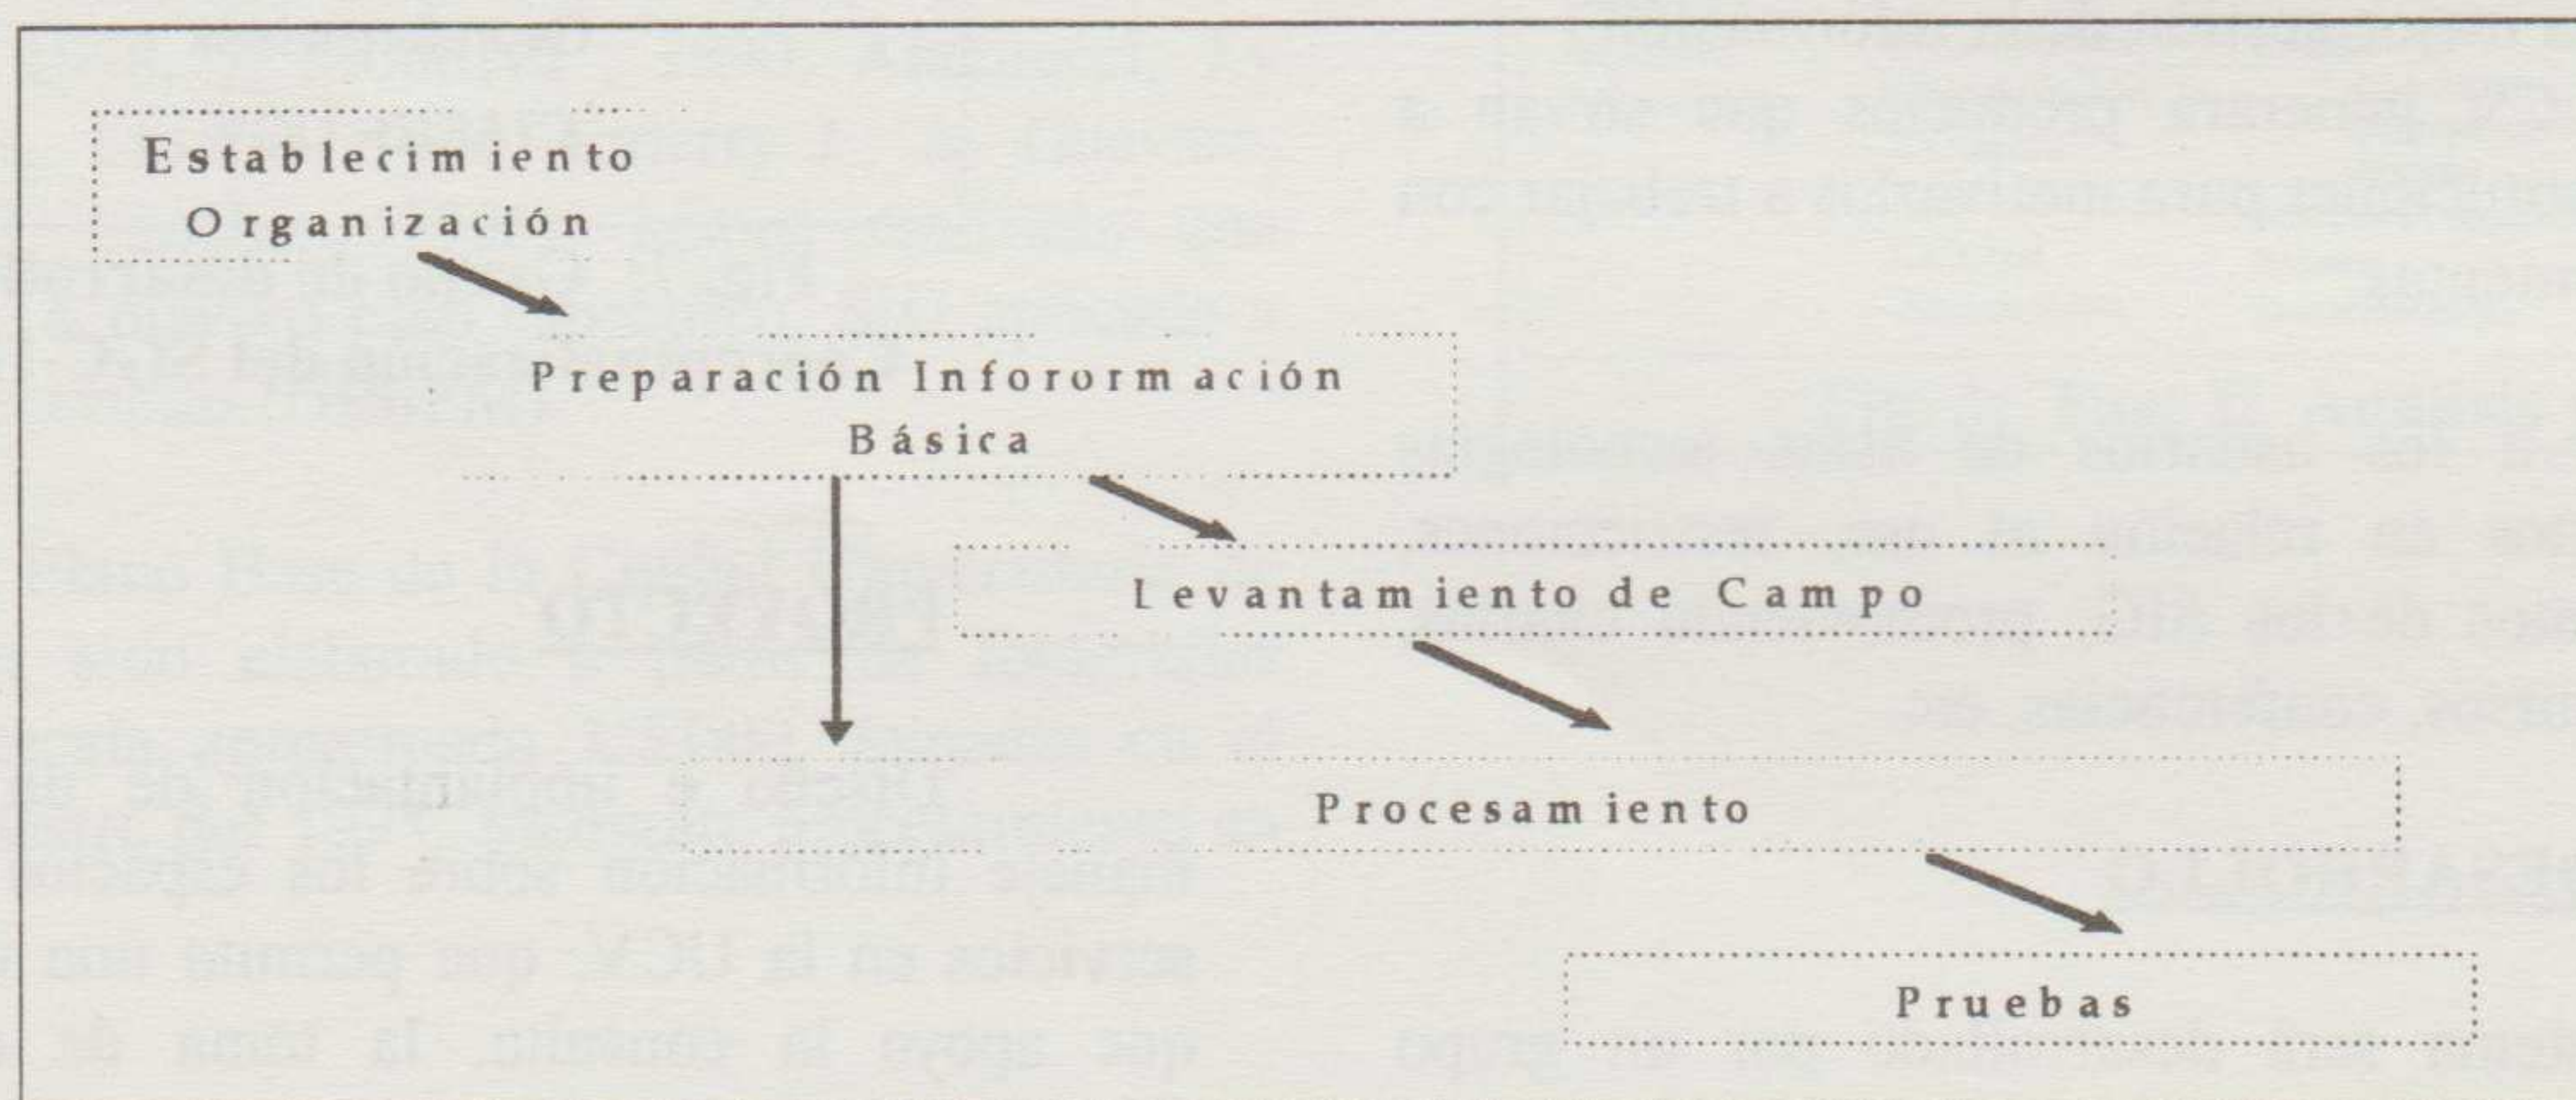 Establecimiento
Organización
Preparación Inforormación
Básica
Levantamiento de Campo
Procesamiento
Pruebas